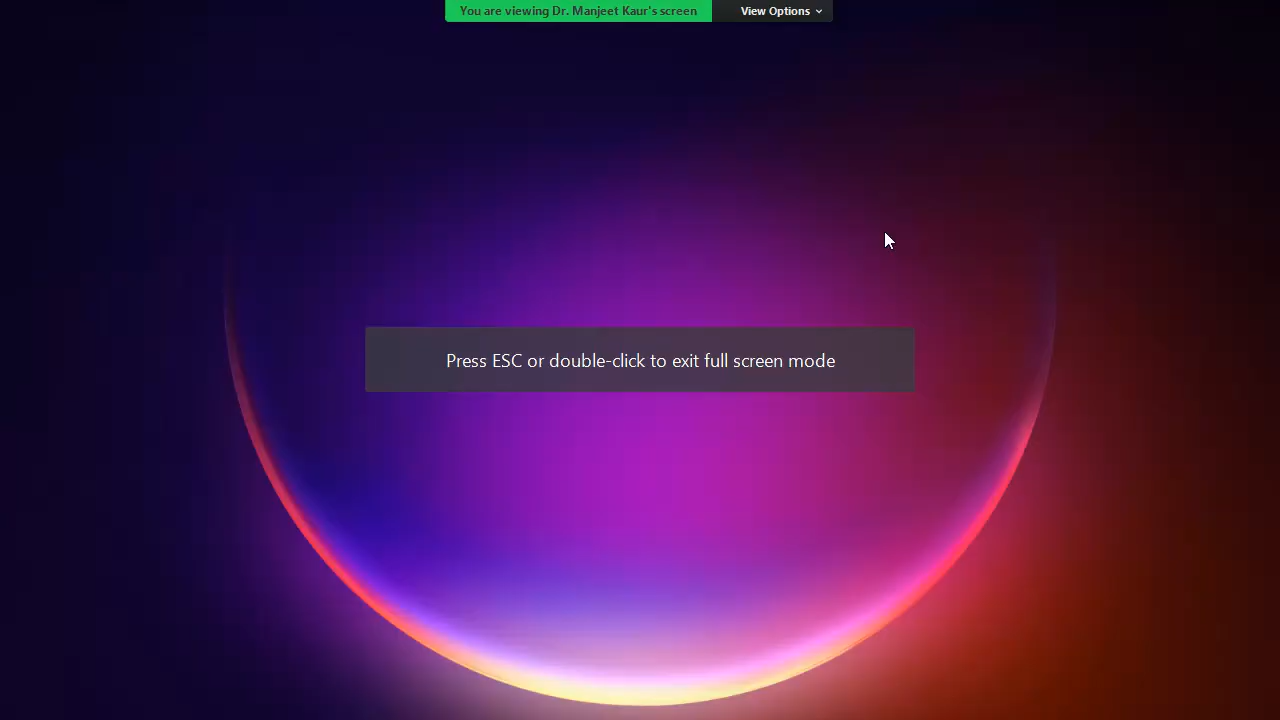 You are viewing Dr. Manjeet Kaur's screen
View Options
Press ESC or double-click to exit full screen mode